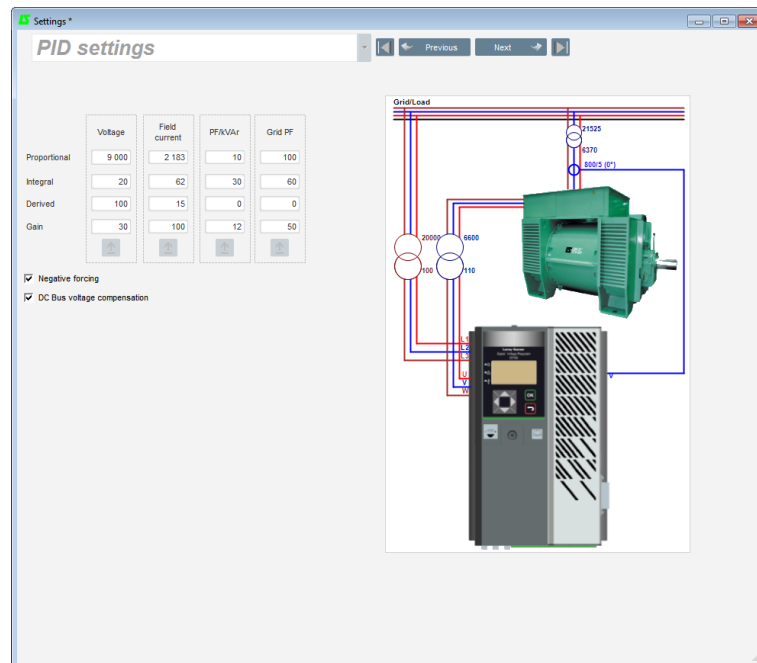 Settings *
PID settings
Previous
Next
Voltage
Field
current
PF/kVAr
Grid PF
Proportional 9 000 2 183 10 100
Integral 20 62 30 60
Derived 100 15 0 0
Gain 30 100 12 50
Negative forcing
DC Bus voltage compensation
Grid/Load
21525
6370
800/5 (0°)
20000
100
6600
110
L1
L2
L3
U
V
W
V
OK